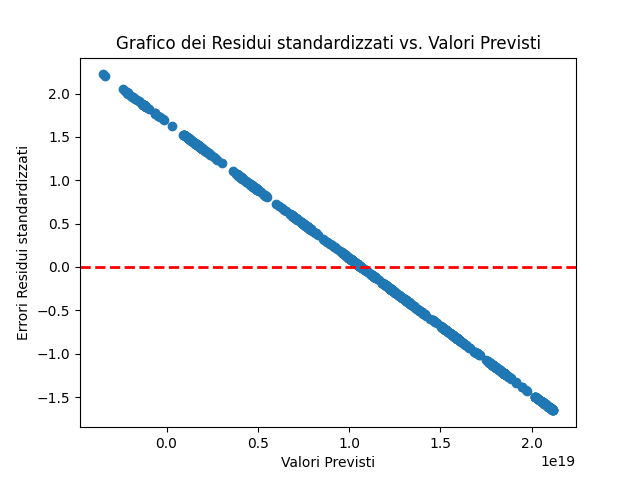 Grafico dei Residui standardizzati vs. Valori Previsti
Errori Residui standardizzati
2.0
1.5
1.0
0.5
0.0
−0.5
−1.0
−1.5
0.0 0.5 1.0 1.5 2.0
1e19
Valori Previsti